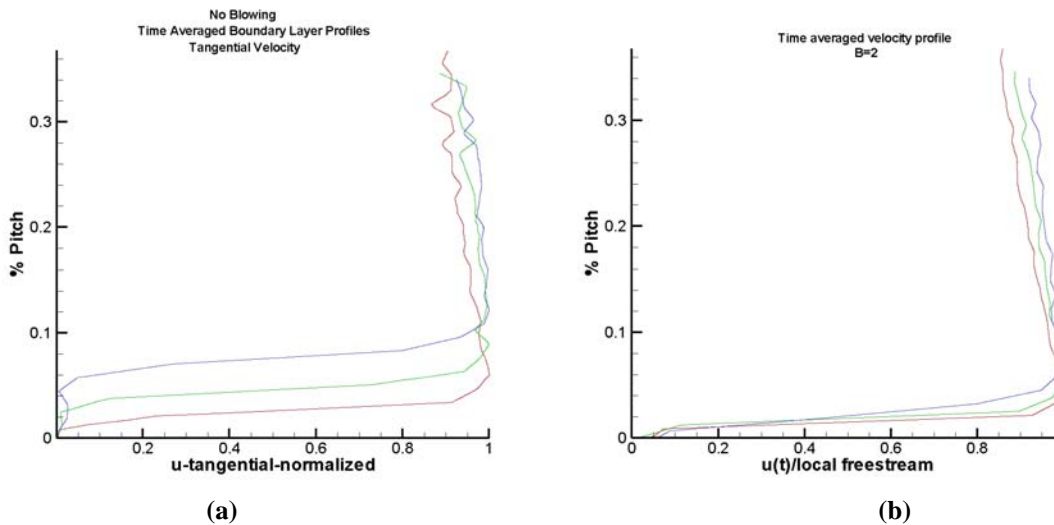 No Blowing
Time Averaged Boundary Layer Profiles
Tangential Velocity
% Pitch
0.3
0.2
0.1
0
0.2
0.4
0.6
0.8
1
u-tangential-normalized
(a)
Time averaged velocity profile
B=2
% Pitch
0.3
0.2
0.1
0
0
0.2
0.4
0.6
0.8
u(t)/local freestream
(b)